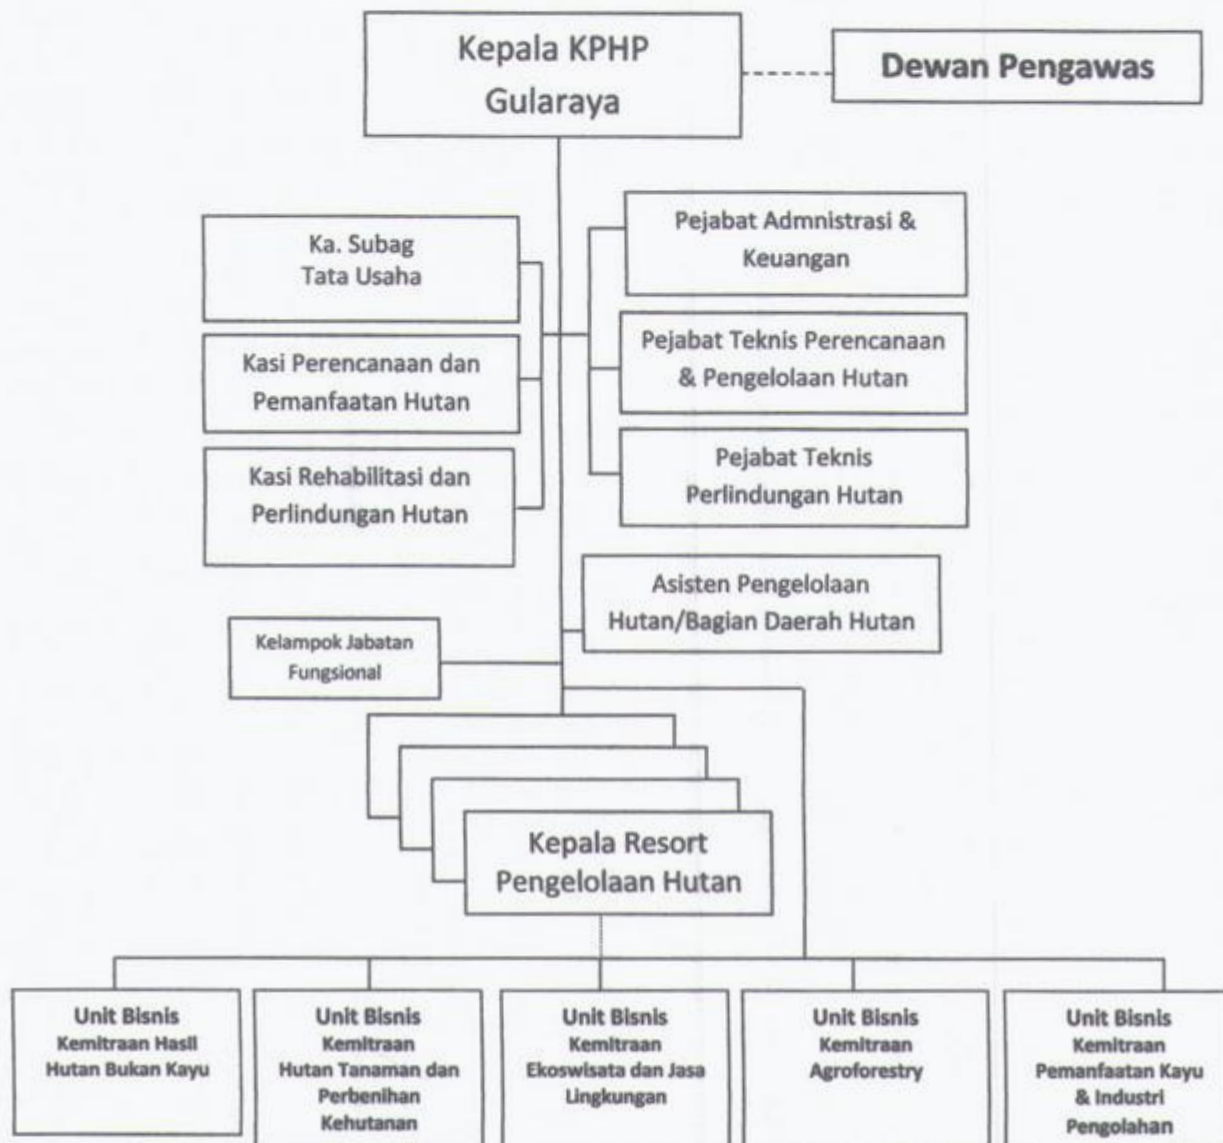 Kepala KPHP
Gularaya
Dewan Pengawas
Ka. Subag
Tata Usaha
Kasi Perencanaan dan
Pemanfaatan Hutan
Kasi Rehabilitasi dan
Perlindungan Hutan
Pejabat Admnistrasi &
Keuangan
Pejabat Teknis Perencanaan
& Pengelolaan Hutan
Pejabat Teknis
Perlindungan Hutan
Asisten Pengelolaan
Hutan/Bagian Daerah Hutan
Kelampok Jabatan
Fungsional
Kepala Resort
Pengelolaan Hutan
Unit Bisnis
Kemitraan Hasil
Hutan Bukan Kayu
Unit Bisnis
Kemitraan
Hutan Tanaman dan
Perbenihan
Kehutanan
Unit Bisnis
Kemitraan
Ekoswisata dan Jasa
Lingkungan
Unit Bisnis
Kemitraan
Agroforestry
Unit Bisnis
Kemitraan
Pemanfaatan Kayu
& Industri
Pengolahan